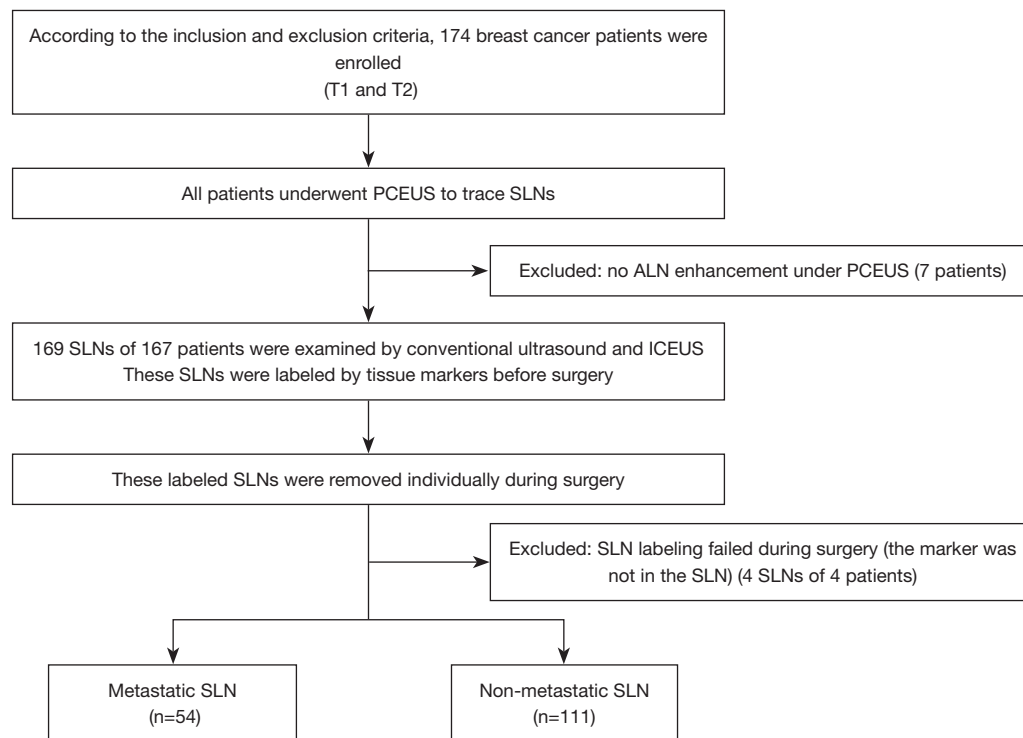 According to the inclusion and exclusion criteria, 174 breast cancer patients were
enrolled
(T1 and T2)
All patients underwent PCEUS to trace SLNs
Excluded: no ALN enhancement under PCEUS (7 patients)
169 SLNs of 167 patients were examined by conventional ultrasound and ICEUS
These SLNs were labeled by tissue markers before surgery
These labeled SLNs were removed individually during surgery
Excluded: SLN labeling failed during surgery (the marker was
not in the SLN) (4 SLNs of 4 patients)
Metastatic SLN
(n=54)
Non-metastatic SLN
(n=111)